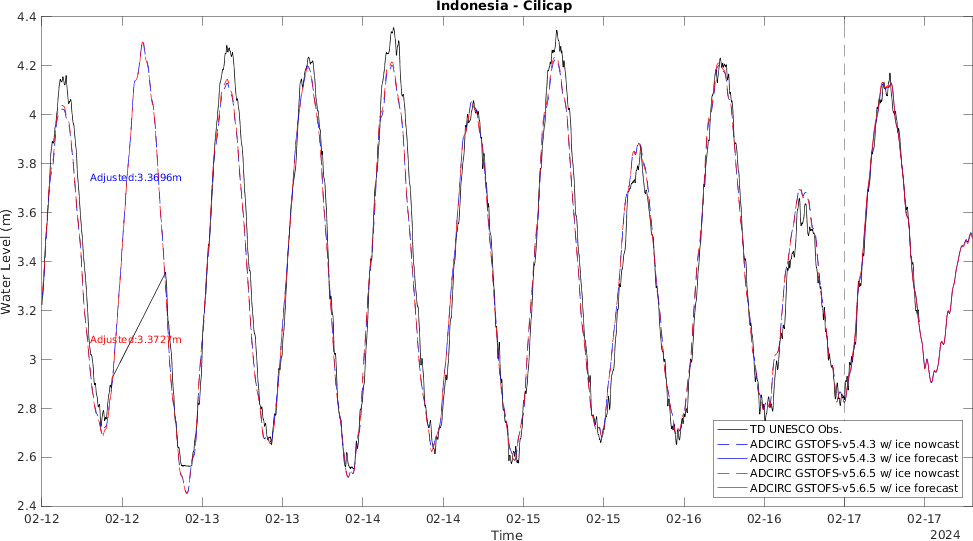 Indonesia - Cilicap
4.4
4.2
4
3.8
3.6
3.4
3.2
3
2.8
2.6
2.4
Water Level (m)
Adjusted:3.3696m
Adjusted:3.3727m
TD UNESCO Obs.
ADCIRC GSTOFS-v5.4.3 w/ ice nowcast
ADCIRC GSTOFS-v5.4.3 w/ ice forecast
ADCIRC GSTOFS-v5.6.5 w/ ice nowcast
ADCIRC GSTOFS-v5.6.5 w/ ice forecast
02-12 02-12 02-13 02-13 02-14 02-14 02-15 02-15 02-16 02-16 02-17 02-17
2024
Time